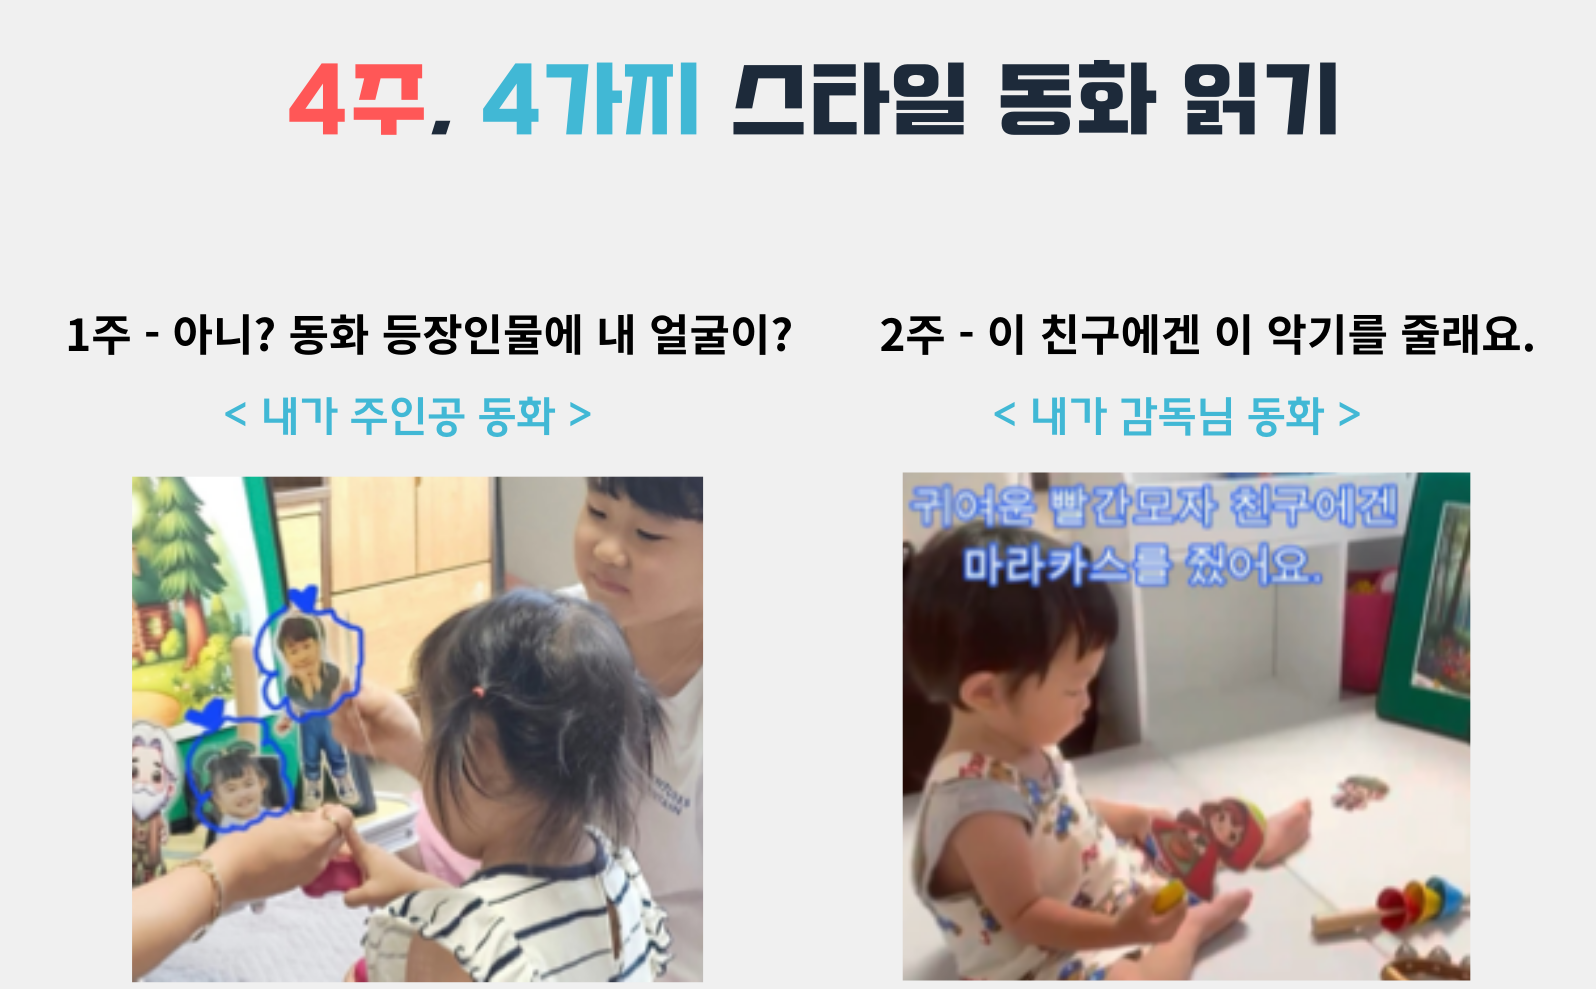 4주, 4가지 스타일 동화 읽기
1주 - 아니? 동화 등장인물에 내 얼굴이?
< 내가 주인공 동화 >
2주 - 이 친구에겐 이 악기를 줄래요.
< 내가 감독님 동화 >
귀여운 빨간모자 친구에겐
마라카스를 줬어요.